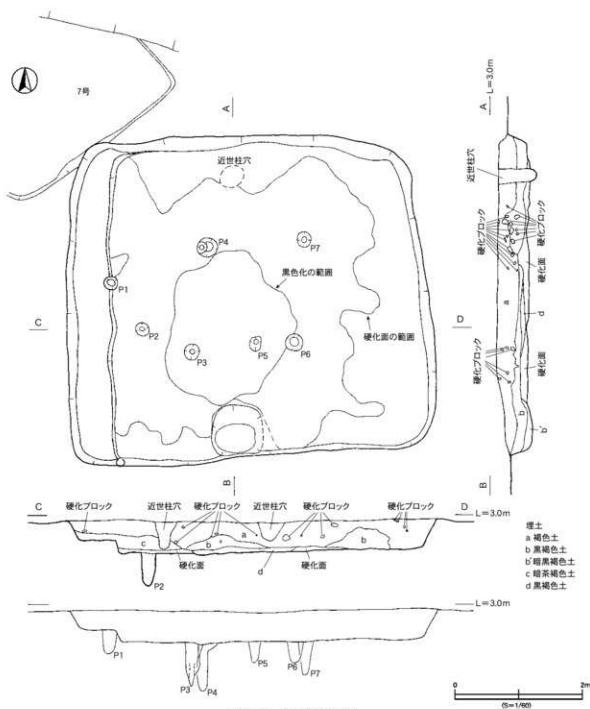 7号
A
近世柱穴
P4
P7
P1
黒色化の範囲
C
D
P2
P3
P5
P6
硬化面の範囲
B
A
L=3.0m
近世柱穴
硬化ブロック
硬化ブロック
硬化面
a
d
硬化ブロック
硬化面
b
b'
B
C
硬化ブロック
近世柱穴
硬化ブロック
近世柱穴
硬化ブロック
硬化ブロック
D
L=3.0m
a
c
b
b
硬化面
d
硬化面
P2
埋土
a 褐色土
b 黒褐色土
b' 暗黒褐色土
c 暗茶褐色土
d 黒褐色土
L=3.0m
P1
P3
P4
P5
P6
P7
0
2m
(S=1/60)